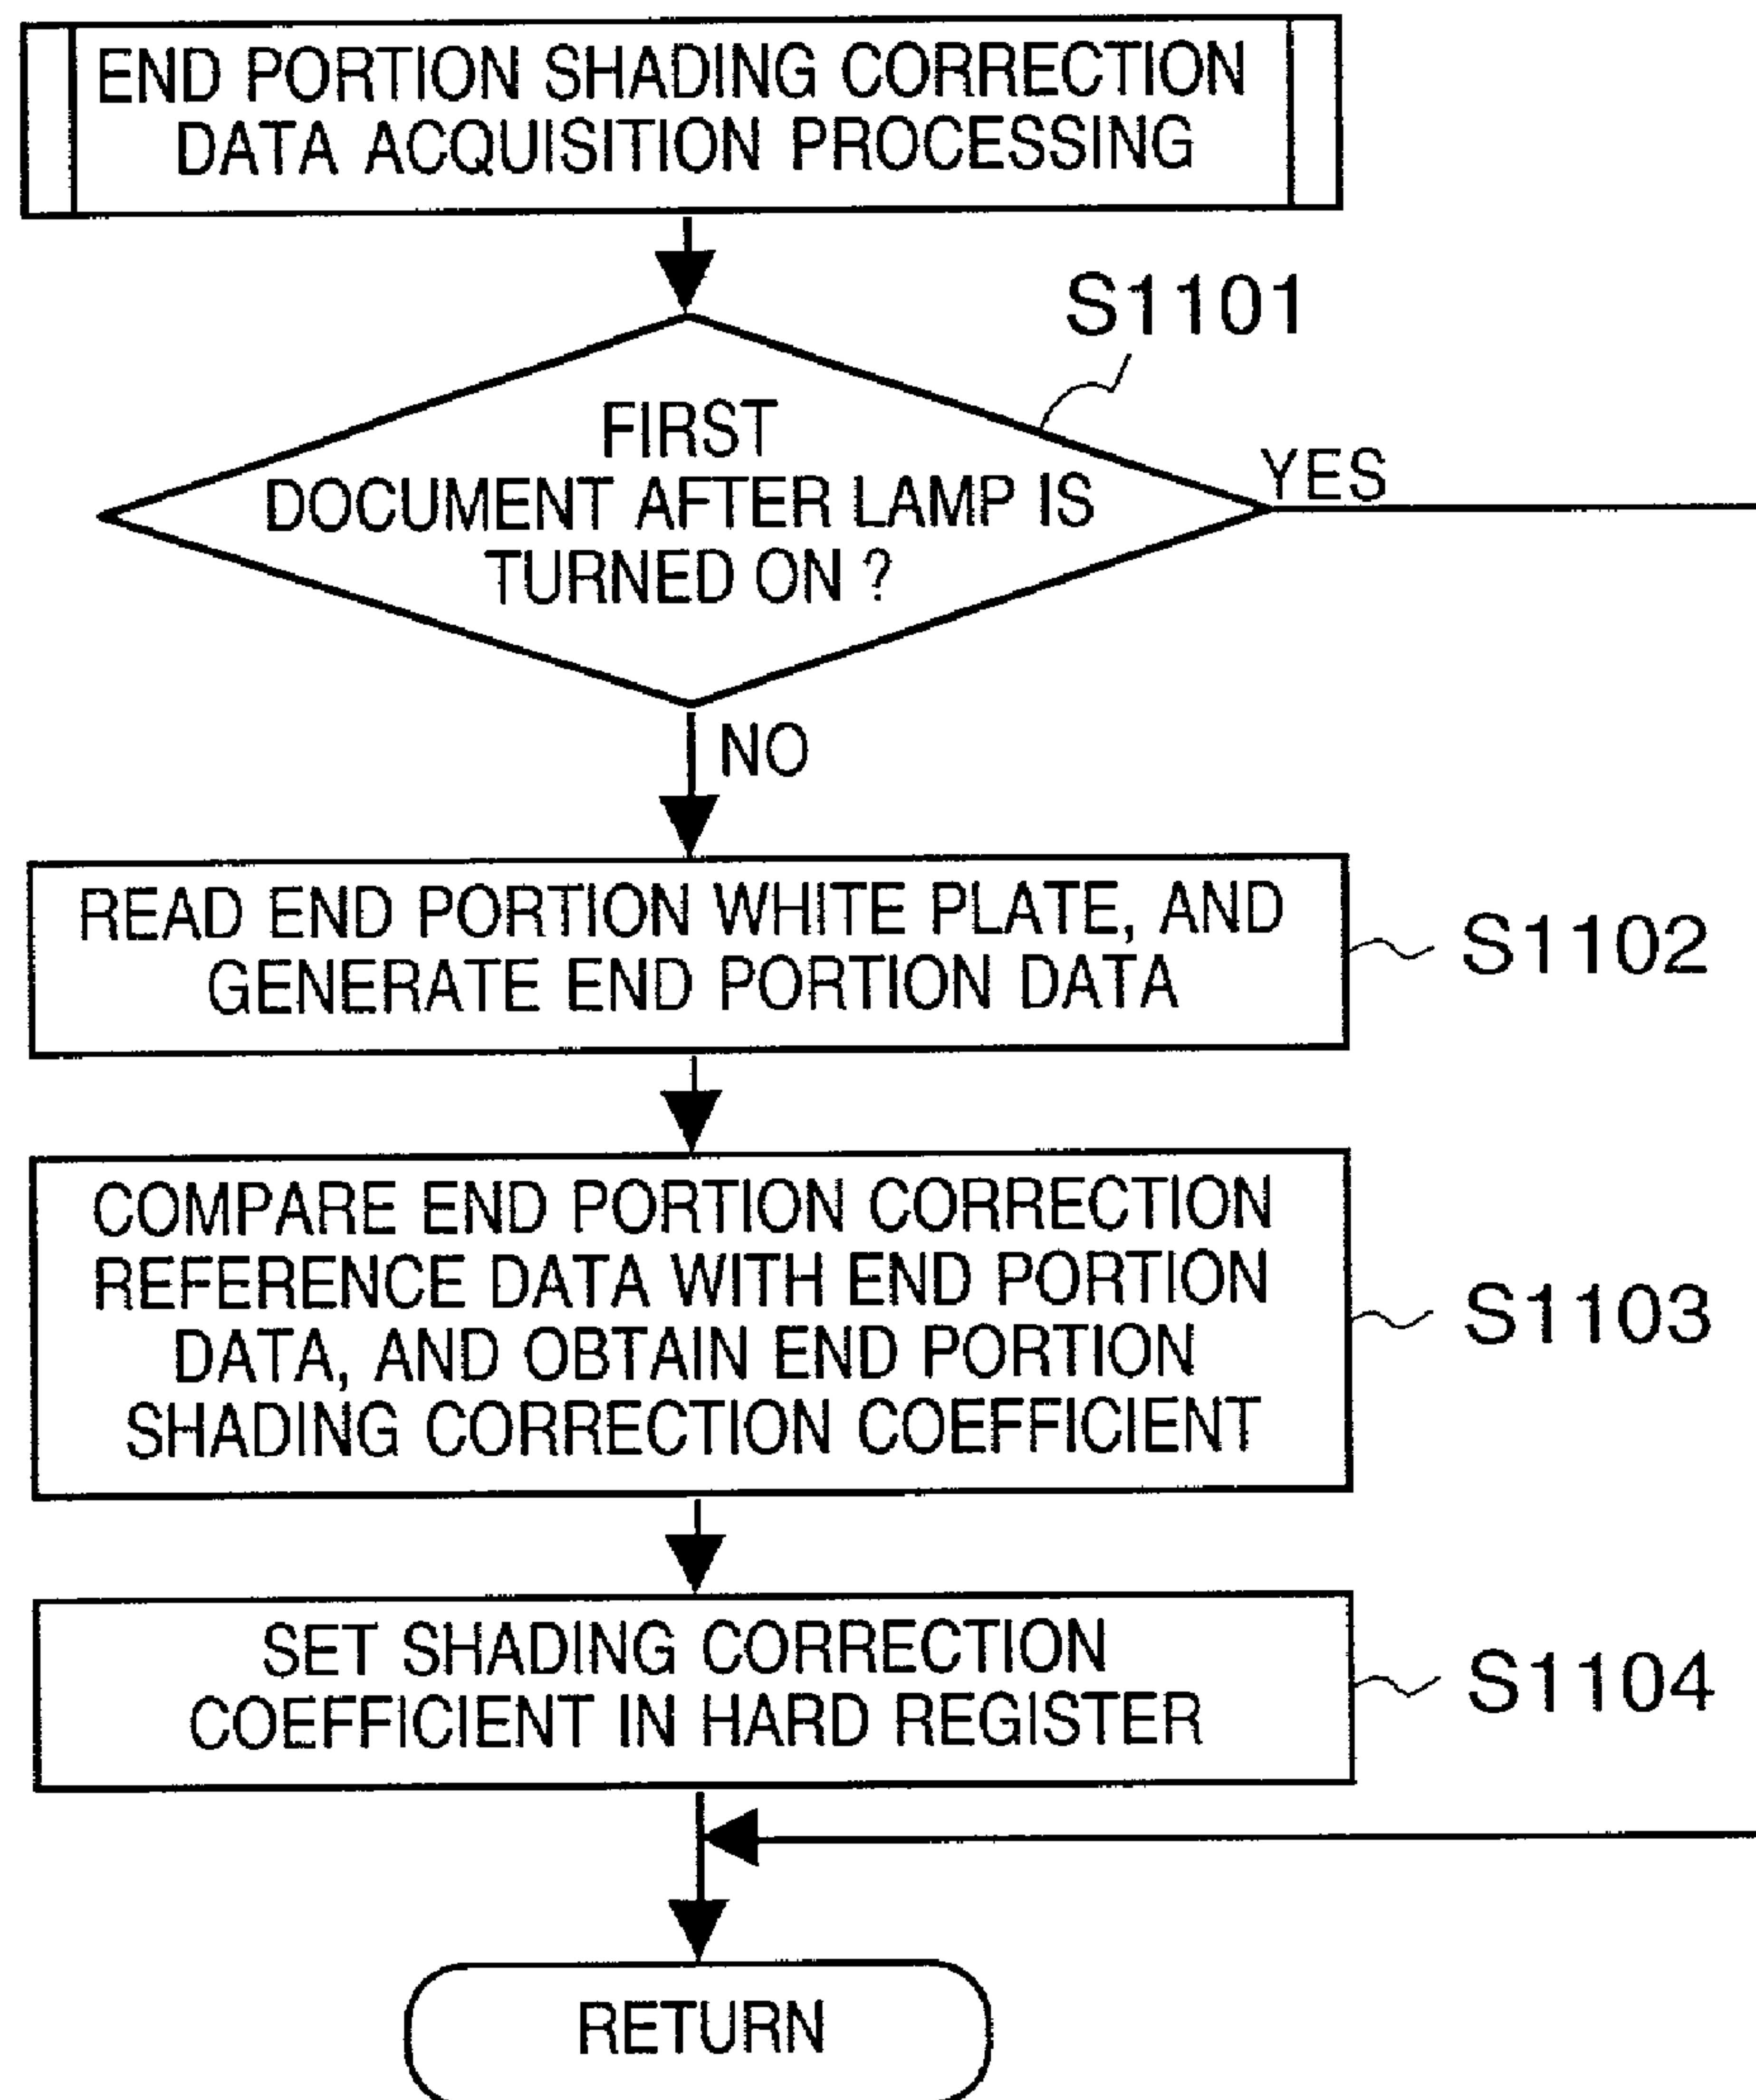 END PORTION SHADING CORRECTION
DATA ACQUISITION PROCESSING
S1101
FIRST
DOCUMENT AFTER LAMP IS
TURNED ON ?
YES
NO
READ END PORTION WHITE PLATE, AND
GENERATE END PORTION DATA
S1102
COMPARE END PORTION CORRECTION
REFERENCE DATA WITH END PORTION
DATA, AND OBTAIN END PORTION
SHADING CORRECTION COEFFICIENT
S1103
SET SHADING CORRECTION
COEFFICIENT IN HARD REGISTER
S1104
RETURN